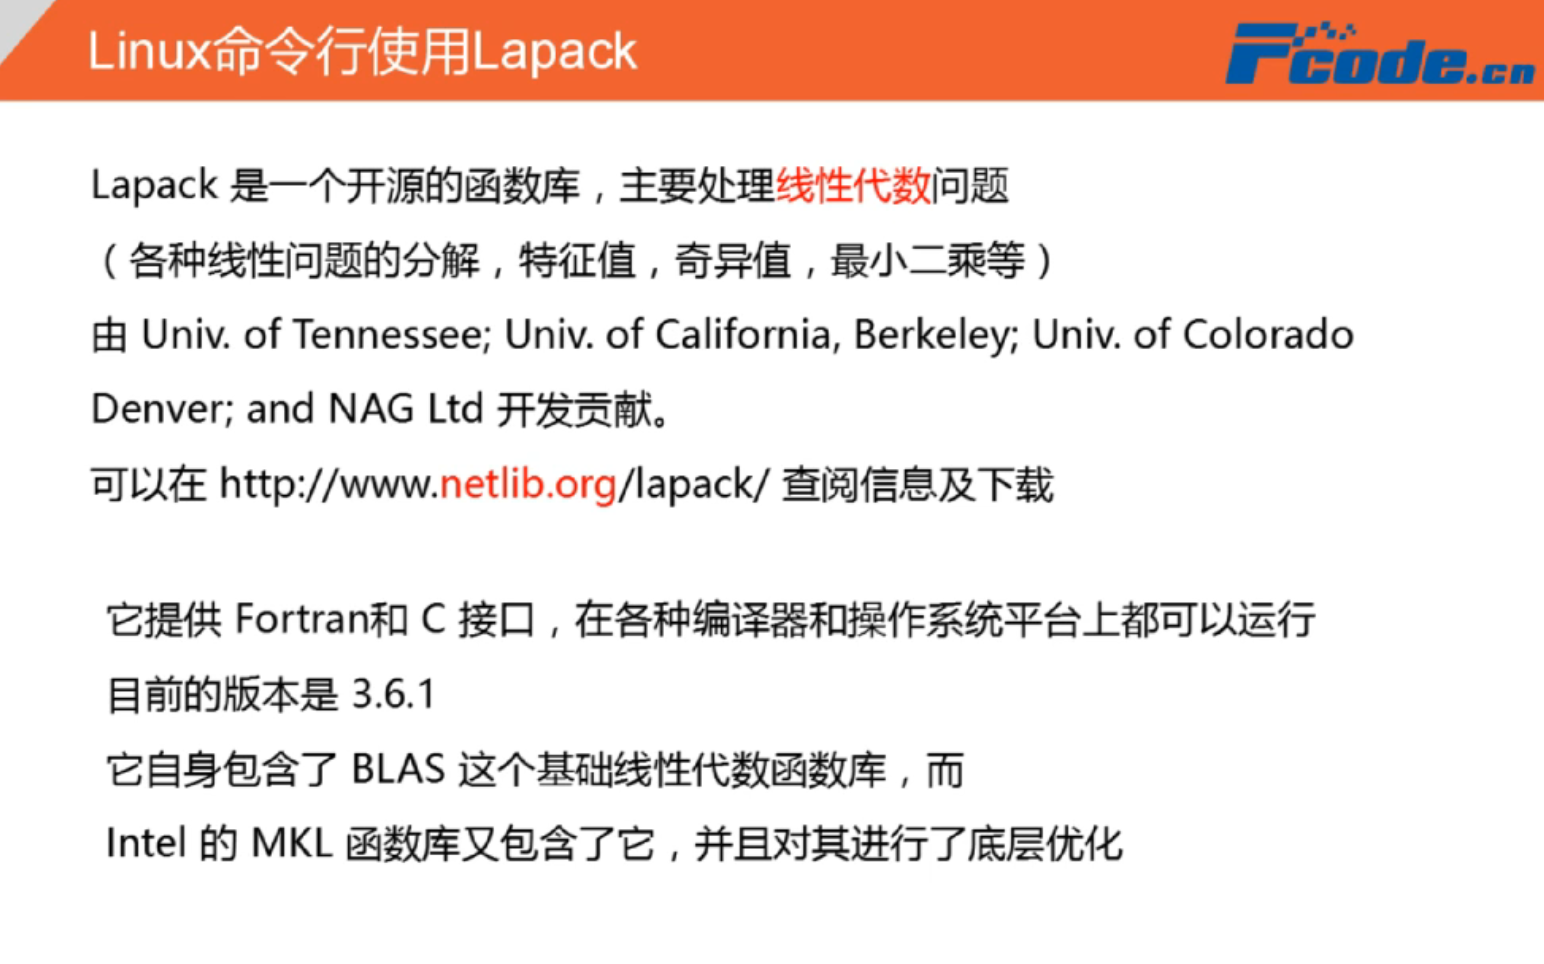 Linux命令行使用Lapack
Fcode.cn
Lapack 是一个开源的函数库，主要处理线性代数问题
（各种线性问题的分解，特征值，奇异值，最小二乘等）
由 Univ. of Tennessee; Univ. of California, Berkeley; Univ. of Colorado
Denver; and NAG Ltd 开发贡献。
可以在 http://www.netlib.org/lapack/ 查阅信息及下载
它提供 Fortran和 C 接口，在各种编译器和操作系统平台上都可以运行
目前的版本是 3.6.1
它自身包含了 BLAS 这个基础线性代数函数库，而
Intel 的 MKL 函数库又包含了它，并且对其进行了底层优化